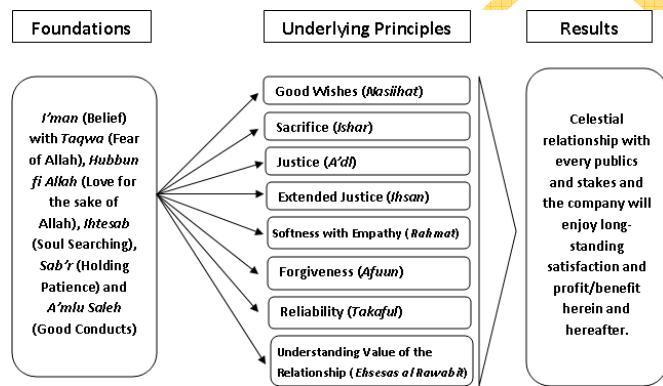 Foundations
Underlying Principles
Results
I'man (Belief)
with Taqwa (Fear
of Allah), Hubbun
fi Allah (Love for
the sake of
Allah), Ihtesab
(Soul Searching),
Sab'r (Holding
Patience) and
A'mlu Saleh
(Good Conducts)
Good Wishes (Nasiihat)
Sacrifice (Ishar)
Justice (A'dl)
Extended Justice (Ihsan)
Softness with Empathy (Rahmat)
Forgiveness (Afuun)
Reliability (Takaful)
Understanding Value of the
Relationship (Ehsesas al Rawabit)
Celestial
relationship with
every publics
and stakes and
the company will
enjoy long-
standing
satisfaction and
profit/benefit
herein and
hereafter.